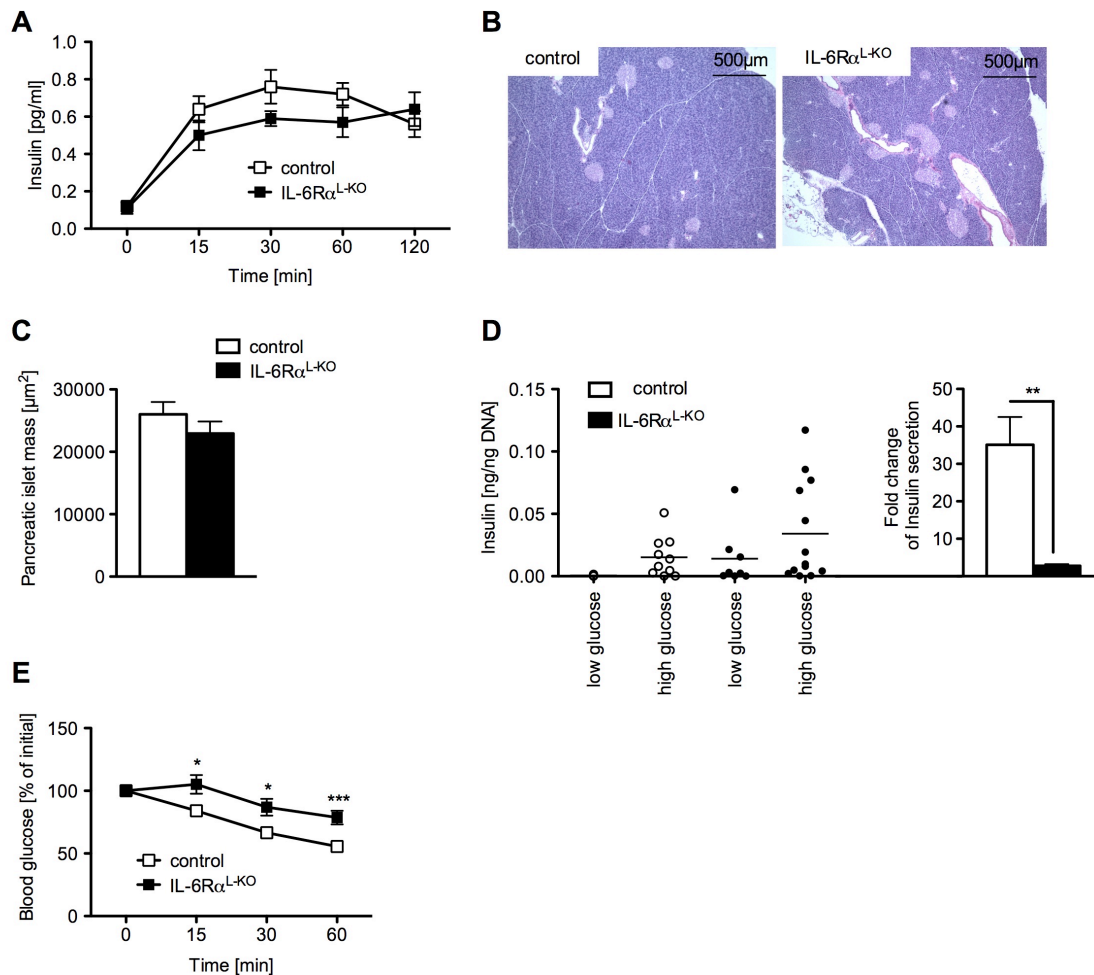 A
Insulin [pg/ml]
1.0
0.8
0.6
0.4
0.2
0.0
control
IL-6Rα^L-KO
0 15 30 60 120
Time [min]
B
control
500µm
IL-6Rα^L-KO
500µm
C
control
IL-6Rα^L-KO
Pancreatic islet mass [µm²]
30000
20000
10000
0
D
control
IL-6Rα^L-KO
Insulin [ng/ng DNA]
0.15
0.10
0.05
0.00
low glucose
high glucose
low glucose
high glucose
Fold change
of Insulin secretion
50
40
30
20
10
**
E
Blood glucose [% of initial]
150
100
50
0
*
*
***
control
IL-6Rα^L-KO
0 15 30 60
Time [min]